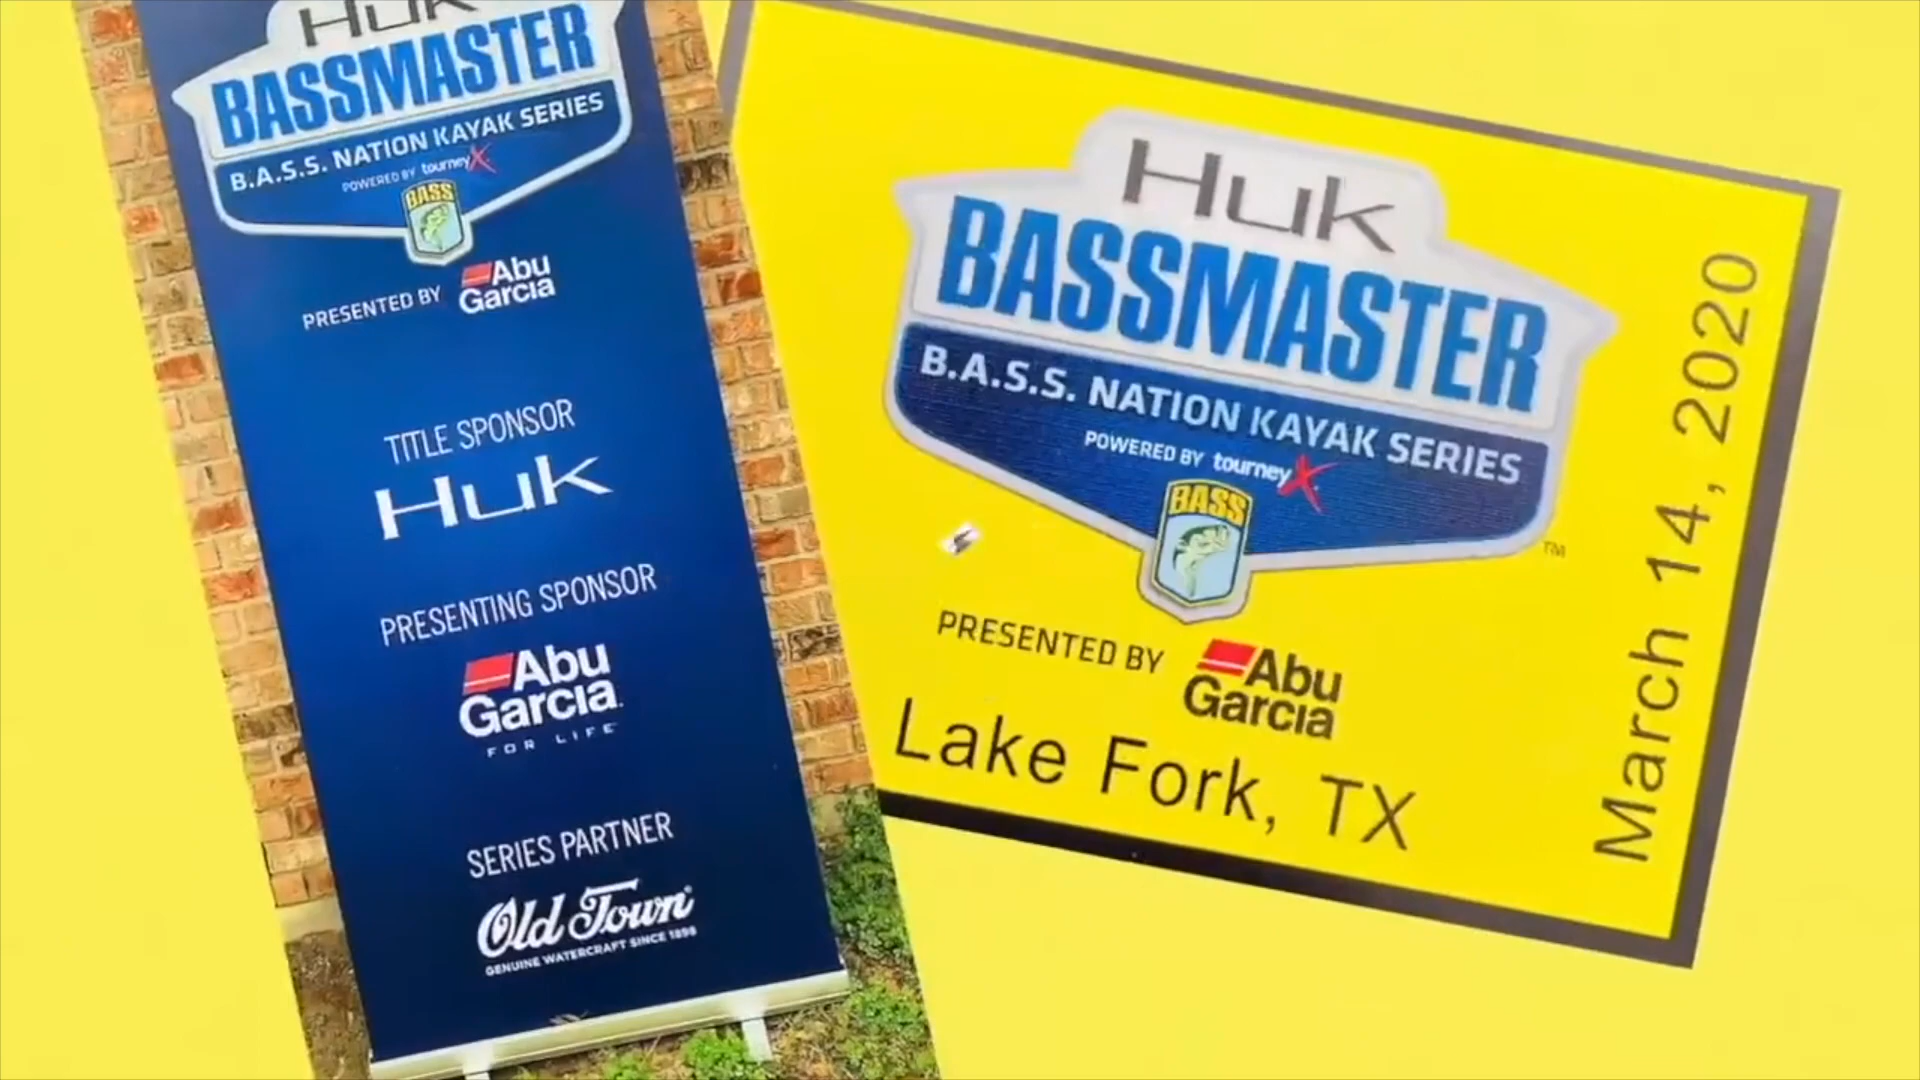 Huk
BASSMASTER
B.A.S.S. NATION KAYAK SERIES
POWERED BY tourneyX
BASS
PRESENTED BY Abu Garcia
TITLE SPONSOR
Huk
PRESENTING SPONSOR
Abu
Garcia
FOR LIFE
SERIES PARTNER
Old Town
GENUINE WATERCRAFT SINCE 1898
Huk
BASSMASTER
B.A.S.S. NATION KAYAK SERIES
POWERED BY tourneyX
BASS
TM
PRESENTED BY Abu Garcia
Lake Fork, TX
March 14, 2020